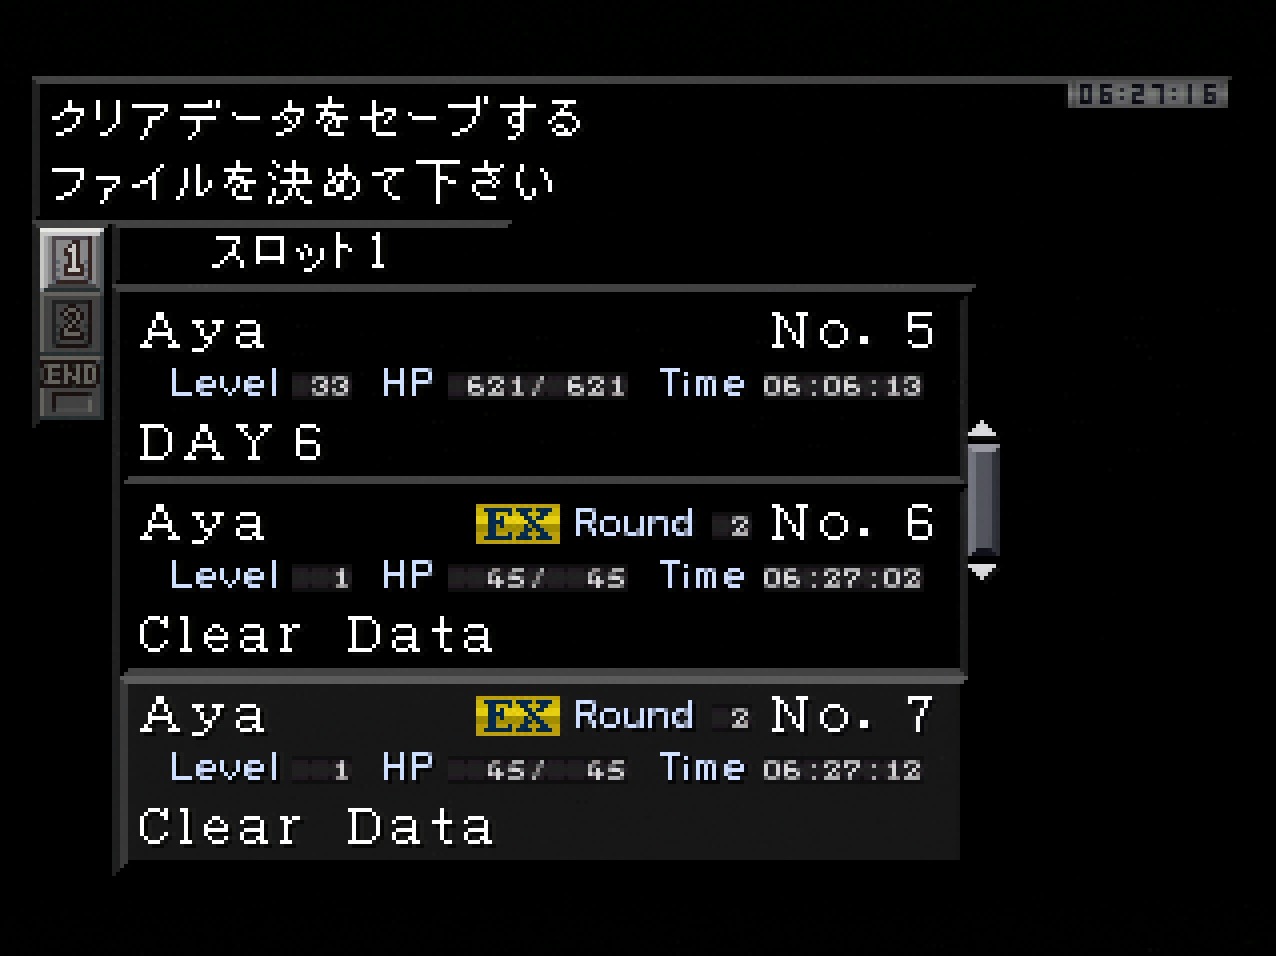 06:27:16
クリアデータをセーブする
ファイルを決めて下さい
1
スロット1
2
END
Aya No. 5
Level 33 HP 621/ 621 Time 06:06:13
DAY 6
Aya EX Round 2 No. 6
Level 1 HP 45/ 45 Time 06:27:02
Clear Data
Aya EX Round 2 No. 7
Level 1 HP 45/ 45 Time 06:27:12
Clear Data